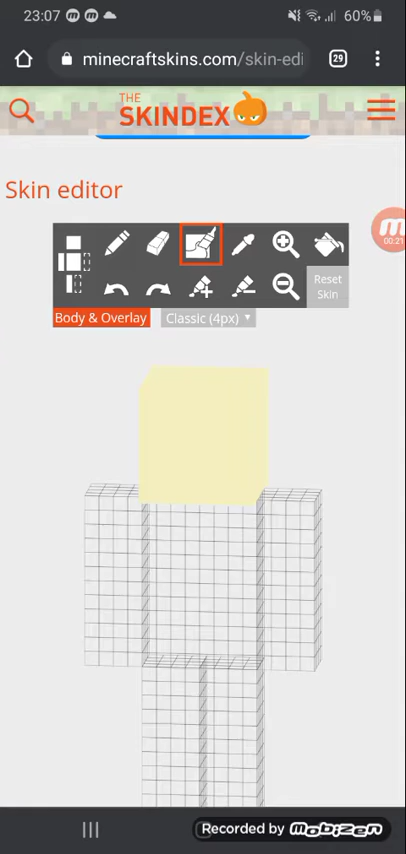 23:07
60%
minecraftskins.com/skin-edi
29
THE
SKINDEX
Skin editor
00:21
Reset
Skin
Body & Overlay
Classic (4px)
Recorded by mobizen